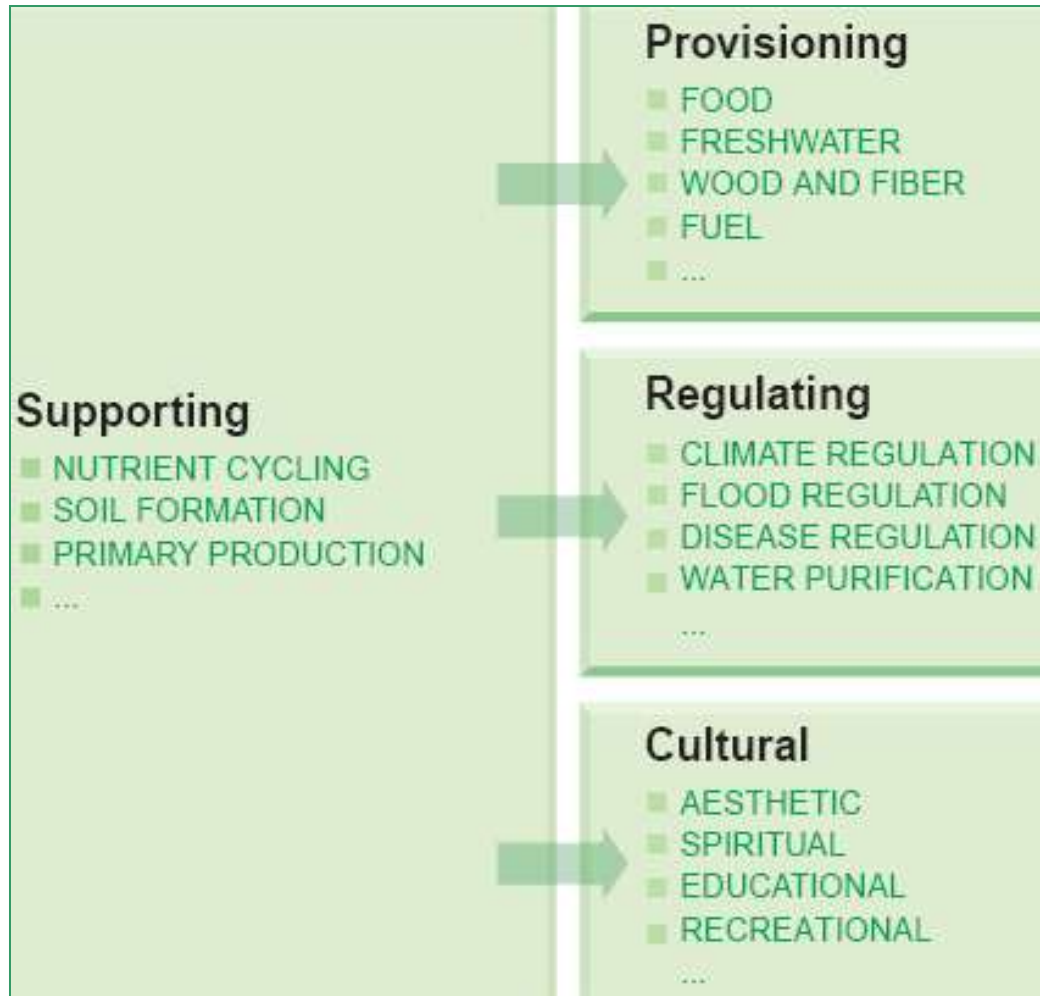 Supporting
NUTRIENT CYCLING
SOIL FORMATION
PRIMARY PRODUCTION
...
Provisioning
FOOD
FRESHWATER
WOOD AND FIBER
FUEL
...
Regulating
CLIMATE REGULATION
FLOOD REGULATION
DISEASE REGULATION
WATER PURIFICATION
...
Cultural
AESTHETIC
SPIRITUAL
EDUCATIONAL
RECREATIONAL
...